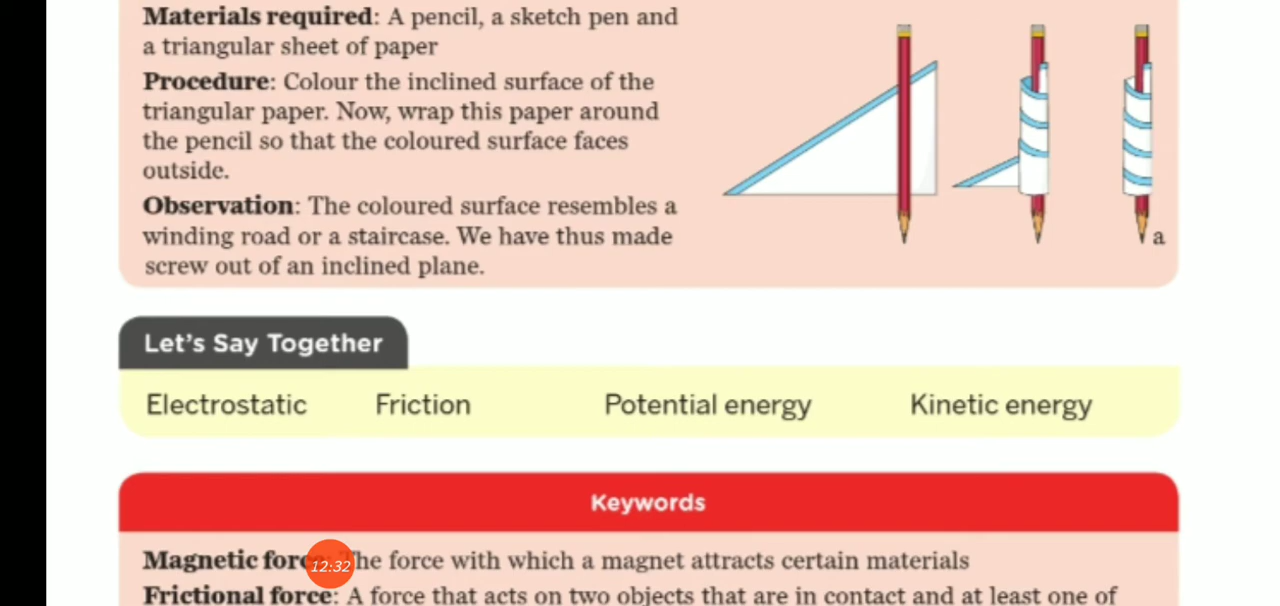 Materials required: A pencil, a sketch pen and
a triangular sheet of paper
Procedure: Colour the inclined surface of the
triangular paper. Now, wrap this paper around
the pencil so that the coloured surface faces
outside.
Observation: The coloured surface resembles a
winding road or a staircase. We have thus made
screw out of an inclined plane.
a
Let's Say Together
Electrostatic Friction Potential energy Kinetic energy
Keywords
Magnetic force: The force with which a magnet attracts certain materials
12:32
Frictional force: A force that acts on two objects that are in contact and at least one of